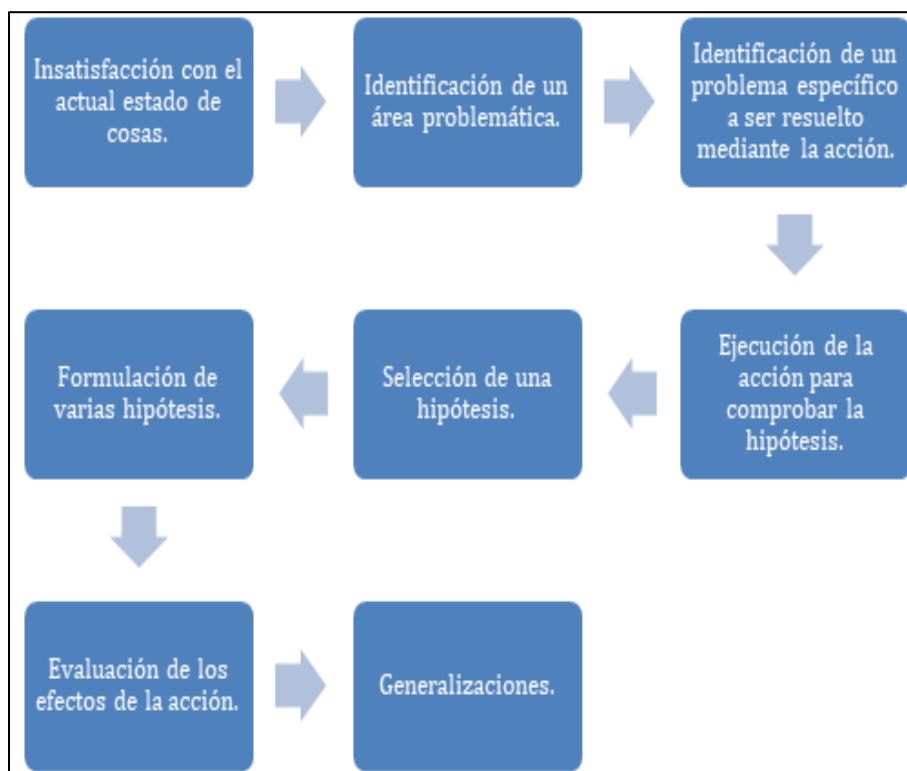 Insatisfacción con el
actual estado de
cosas.
Identificación de un
área problemática.
Identificación de un
problema específico
a ser resuelto
mediante la acción.
Ejecución de la
acción para
comprobar la
hipótesis.
Selección de una
hipótesis.
Formulación de
varias hipótesis.
Evaluación de los
efectos de la acción.
Generalizaciones.